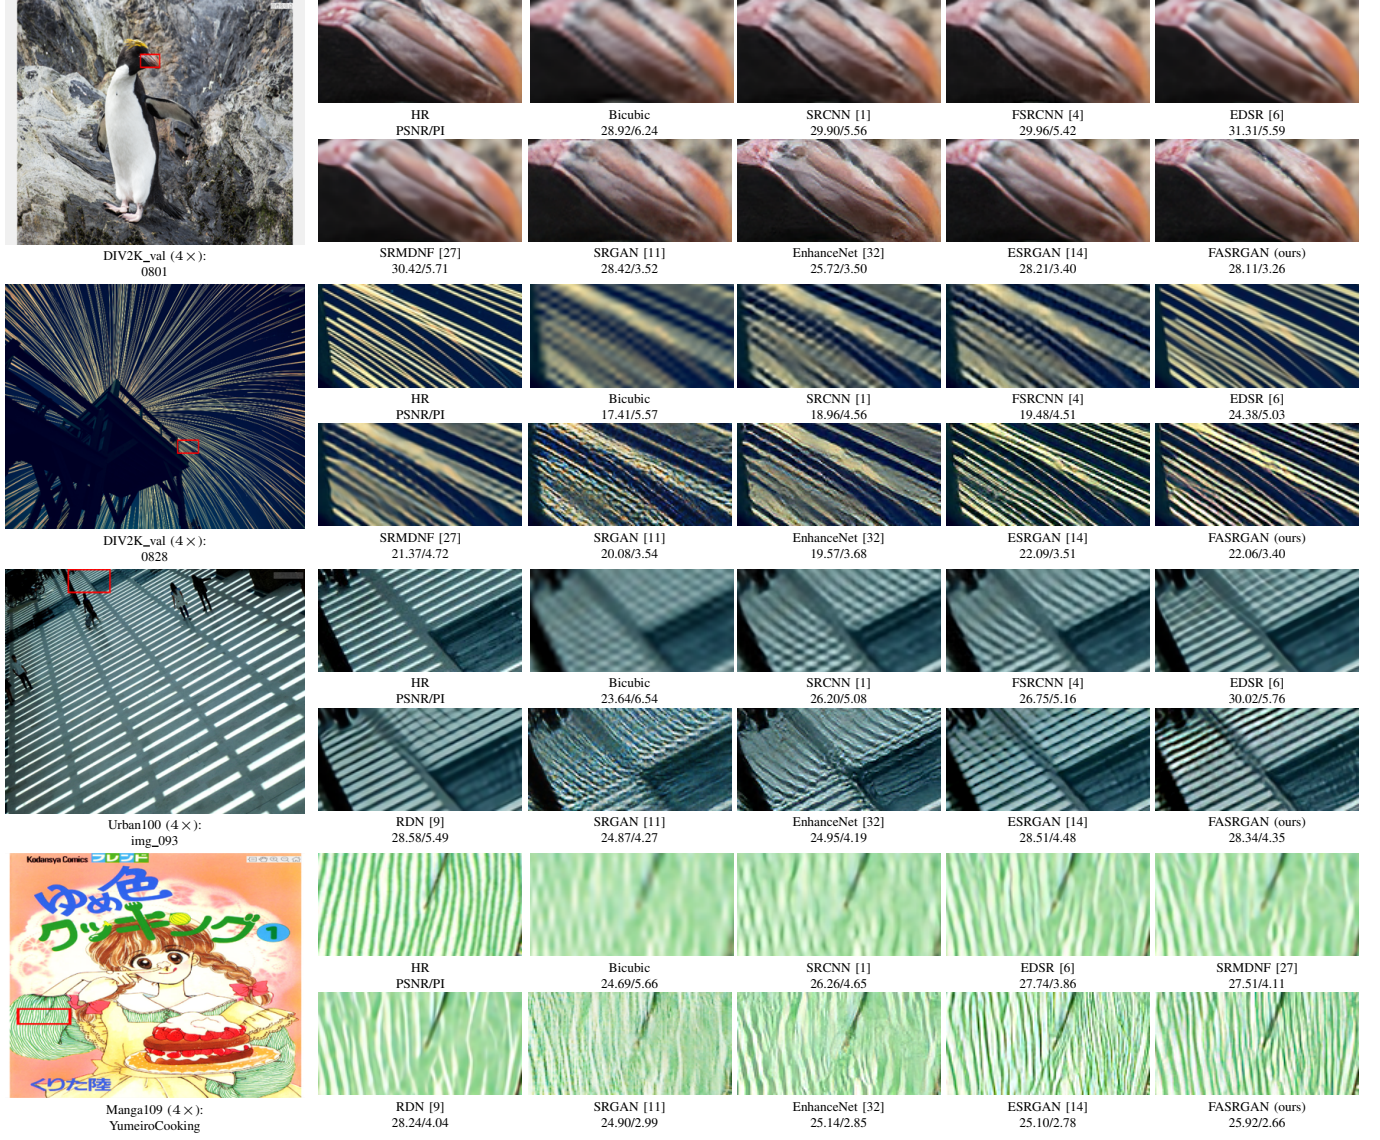 HR
PSNR/PI
Bicubic
28.92/6.24
SRCNN [1]
29.90/5.56
FSRCNN [4]
29.96/5.42
EDSR [6]
31.31/5.59
DIV2K_val (4×):
0801
SRMDNF [27]
30.42/5.71
SRGAN [11]
28.42/3.52
EnhanceNet [32]
25.72/3.50
ESRGAN [14]
28.21/3.40
FASRGAN (ours)
28.11/3.26
HR
PSNR/PI
Bicubic
17.41/5.57
SRCNN [1]
18.96/4.56
FSRCNN [4]
19.48/4.51
EDSR [6]
24.38/5.03
DIV2K_val (4×):
0828
SRMDNF [27]
21.37/4.72
SRGAN [11]
20.08/3.54
EnhanceNet [32]
19.57/3.68
ESRGAN [14]
22.09/3.51
FASRGAN (ours)
22.06/3.40
HR
PSNR/PI
Bicubic
23.64/6.54
SRCNN [1]
26.20/5.08
FSRCNN [4]
26.75/5.16
EDSR [6]
30.02/5.76
Urban100 (4×):
img_093
RDN [9]
28.58/5.49
SRGAN [11]
24.87/4.27
EnhanceNet [32]
24.95/4.19
ESRGAN [14]
28.51/4.48
FASRGAN (ours)
28.34/4.35
Kodansya Comics フレンド
ゆめ色
クッキング 1
くりた陸
HR
PSNR/PI
Bicubic
24.69/5.66
SRCNN [1]
26.26/4.65
EDSR [6]
27.74/3.86
SRMDNF [27]
27.51/4.11
Manga109 (4×):
YumeiroCooking
RDN [9]
28.24/4.04
SRGAN [11]
24.90/2.99
EnhanceNet [32]
25.14/2.85
ESRGAN [14]
25.10/2.78
FASRGAN (ours)
25.92/2.66